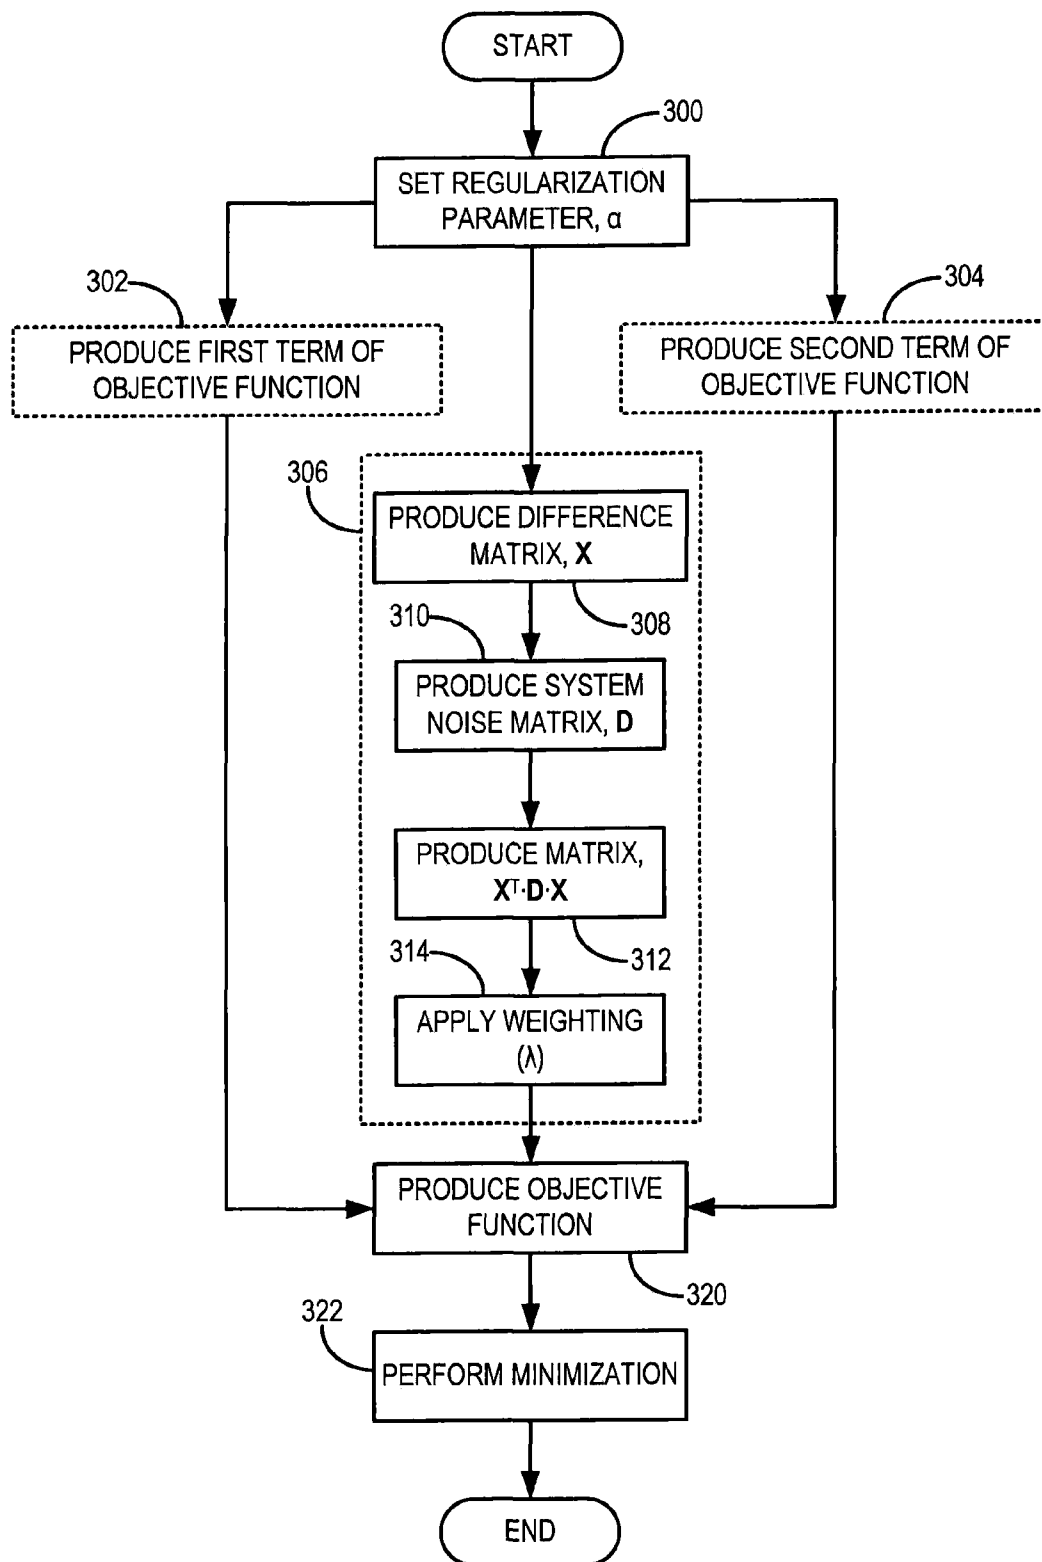 START
300
SET REGULARIZATION
PARAMETER, α
302
304
PRODUCE FIRST TERM OF
OBJECTIVE FUNCTION
PRODUCE SECOND TERM OF
OBJECTIVE FUNCTION
306
PRODUCE DIFFERENCE
MATRIX, X
308
310
PRODUCE SYSTEM
NOISE MATRIX, D
PRODUCE MATRIX,
Xᵀ·D·X
312
314
APPLY WEIGHTING
(λ)
PRODUCE OBJECTIVE
FUNCTION
320
322
PERFORM MINIMIZATION
END